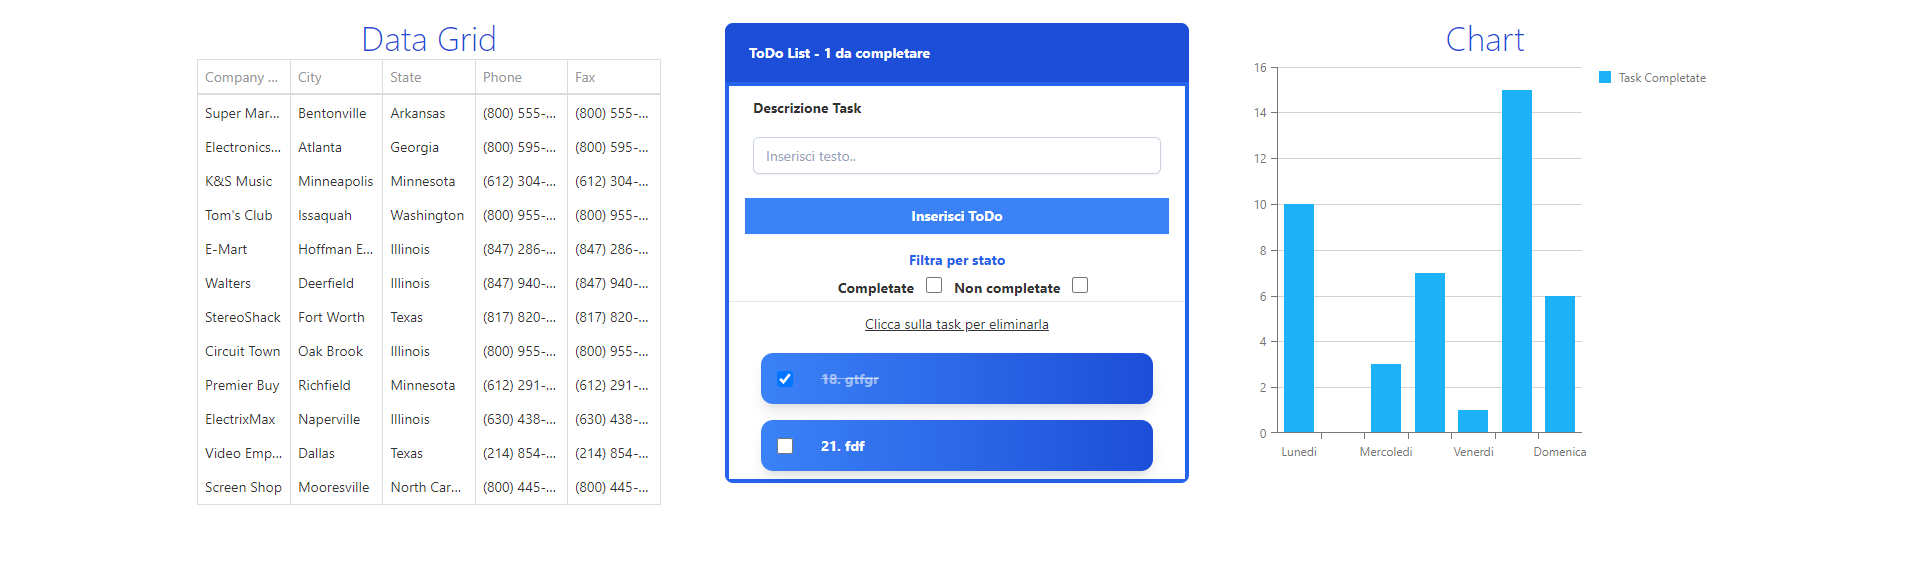 Data Grid
Company ... City State Phone Fax
Super Mar... Bentonville Arkansas (800) 555-... (800) 555-...
Electronics... Atlanta Georgia (800) 595-... (800) 595-...
K&S Music Minneapolis Minnesota (612) 304-... (612) 304-...
Tom's Club Issaquah Washington (800) 955-... (800) 955-...
E-Mart Hoffman E... Illinois (847) 286-... (847) 286-...
Walters Deerfield Illinois (847) 940-... (847) 940-...
StereoShack Fort Worth Texas (817) 820-... (817) 820-...
Circuit Town Oak Brook Illinois (800) 955-... (800) 955-...
Premier Buy Richfield Minnesota (612) 291-... (612) 291-...
ElectrixMax Naperville Illinois (630) 438-... (630) 438-...
Video Emp... Dallas Texas (214) 854-... (214) 854-...
Screen Shop Mooresville North Car... (800) 445-... (800) 445-...
ToDo List - 1 da completare
Descrizione Task
Inserisci testo..
Inserisci ToDo
Filtra per stato
Completate Non completate
Clicca sulla task per eliminarla
18. gtfgr
21. fdf
Chart
16
14
12
10
8
6
4
2
0
Lunedi Mercoledi Venerdi Domenica
Task Completate